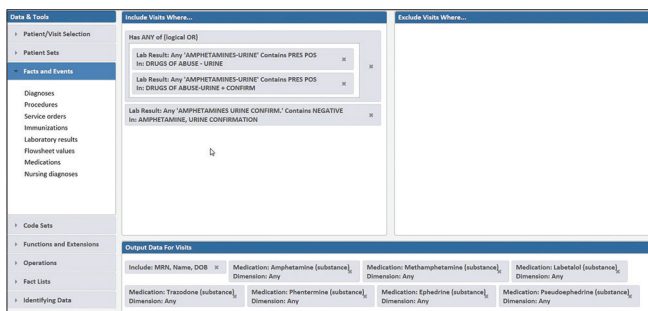 Data & Tools
Patient/Visit Selection
Patient Sets
Facts and Events
Diagnoses
Procedures
Service orders
Immunizations
Laboratory results
Flowsheet values
Medications
Nursing diagnoses
Code Sets
Functions and Extensions
Operations
Fact Lists
Identifying Data
Include Visits Where...
Has ANY of (logical OR)
Lab Result: Any 'AMPHETAMINES-URINE' Contains PRES POS
In: DRUGS OF ABUSE - URINE
Lab Result: Any 'AMPHETAMINES-URINE' Contains PRES POS
In: DRUGS OF ABUSE-URINE + CONFIRM
Lab Result: Any 'AMPHETAMINES URINE CONFIRM.' Contains NEGATIVE
In: AMPHETAMINE, URINE CONFIRMATION
Exclude Visits Where...
Output Data For Visits
Include: MRN, Name, DOB
Medication: Amphetamine (substance)
Dimension: Any
Medication: Methamphetamine (substance)
Dimension: Any
Medication: Labetalol (substance)
Dimension: Any
Medication: Trazodone (substance)
Dimension: Any
Medication: Phentermine (substance)
Dimension: Any
Medication: Ephedrine (substance)
Dimension: Any
Medication: Pseudoephedrine (substance)
Dimension: Any